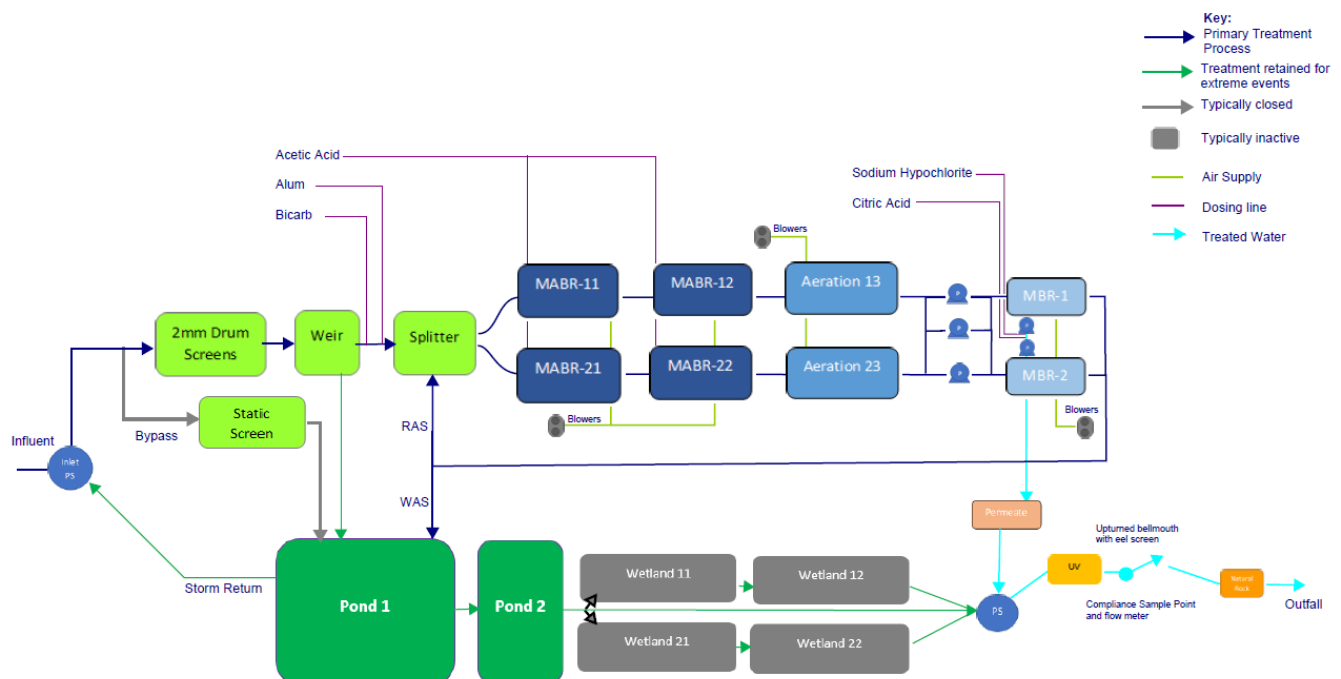 Key:
Primary Treatment
Process
Treatment retained for
extreme events
Typically closed
Typically inactive
Air Supply
Dosing line
Treated Water
Acetic Acid
Alum
Bicarb
Sodium Hypochlorite
Citric Acid
Blowers
MABR-11
MABR-12
Aeration 13
P
MBR-1
2mm Drum
Screens
Weir
Splitter
P
P
P
MABR-21
MABR-22
Aeration 23
P
MBR-2
Static
Screen
Bypass
Influent
Inlet
PS
RAS
Blowers
Blowers
WAS
Permeate
Upturned bellmouth
with eel screen
Storm Return
Pond 1
Pond 2
Wetland 11
Wetland 12
Wetland 21
Wetland 22
PS
UV
Compliance Sample Point
and flow meter
Natural
Rock
Outfall